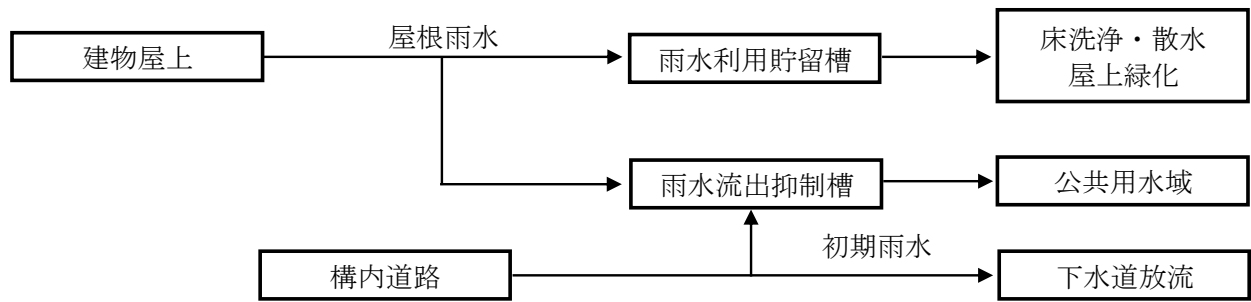 建物屋上
屋根雨水
雨水利用貯留槽
床洗浄・散水
屋上緑化
雨水流出抑制槽
公共用水域
構内道路
初期雨水
下水道放流